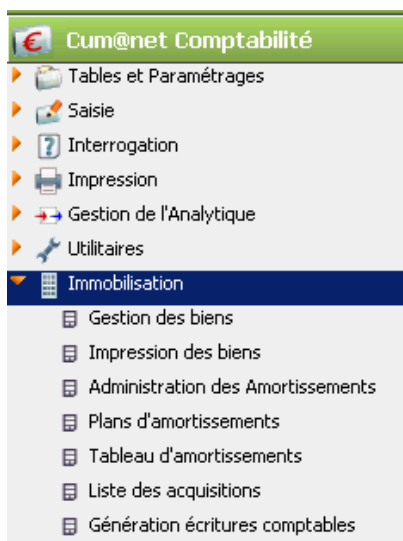 Cum@net Comptabilité
Tables et Paramétrages
Saisie
Interrogation
Impression
Gestion de l'Analytique
Utilitaires
Immobilisation
Gestion des biens
Impression des biens
Administration des Amortissements
Plans d'amortissements
Tableau d'amortissements
Liste des acquisitions
Génération écritures comptables